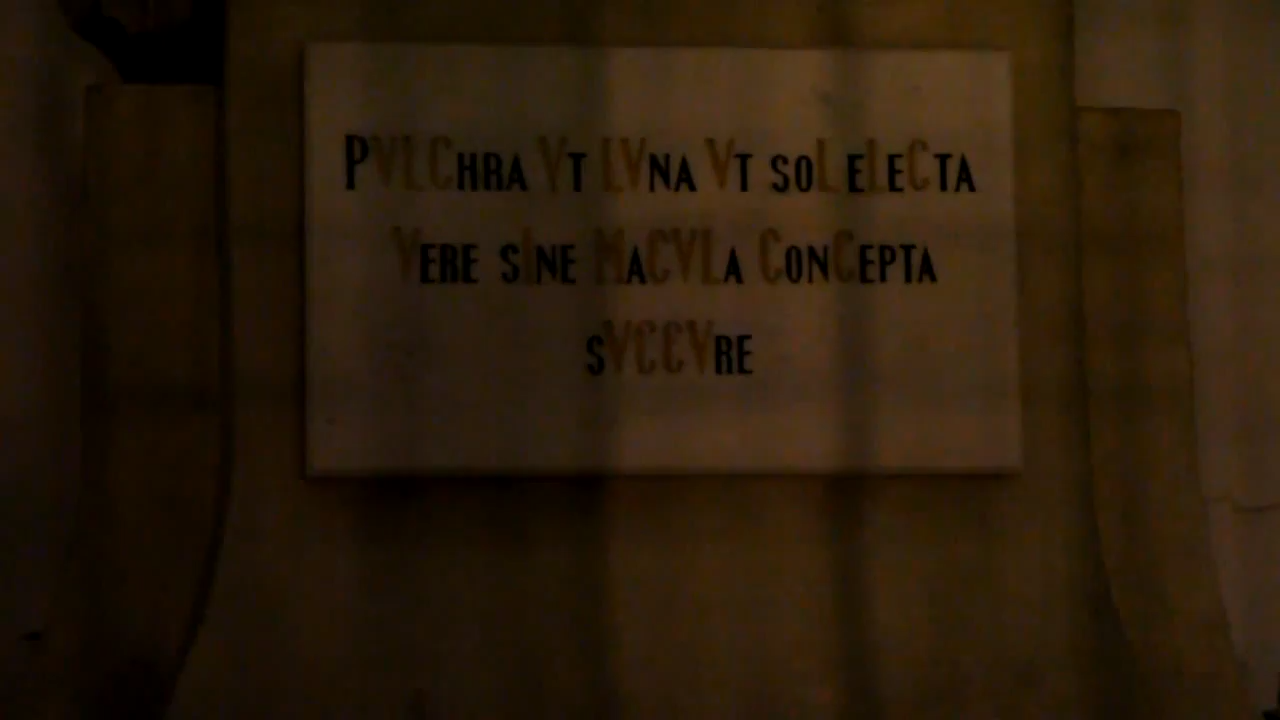 PVLChra Vt LVna Vt soL eLeCta
Vere sIne MaCVLa ConCepta
sVCCVre